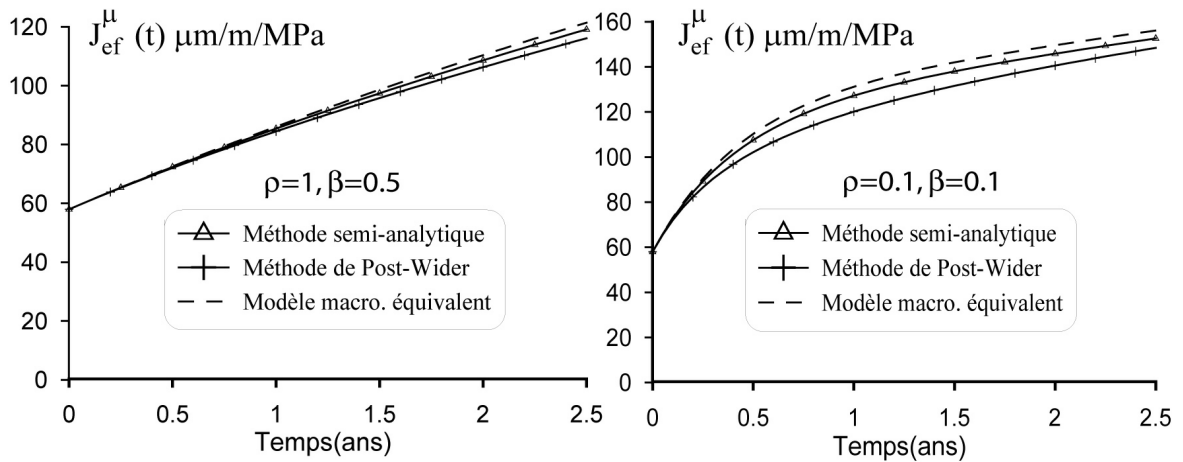 J_ef^μ (t) μm/m/MPa
120
100
80
60
40
20
0
ρ=1, β=0.5
Méthode semi-analytique
Méthode de Post-Wider
Modèle macro. équivalent
0 0.5 1 1.5 2 2.5
Temps(ans)
J_ef^μ (t) μm/m/MPa
160
140
120
100
80
60
40
20
0
ρ=0.1, β=0.1
Méthode semi-analytique
Méthode de Post-Wider
Modèle macro. équivalent
0 0.5 1 1.5 2 2.5
Temps(ans)